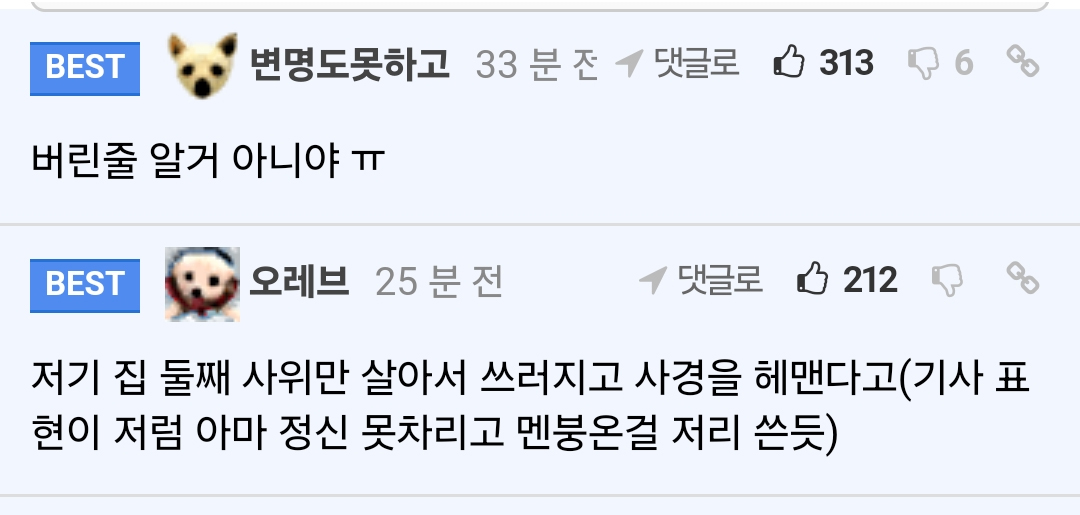 BEST 변명도못하고 33 분 전 댓글로 313 6
버린줄 알거 아니야 ㅠ
BEST 오레브 25 분 전 댓글로 212
저기 집 둘째 사위만 살아서 쓰러지고 사경을 헤맨다고(기사 표
현이 저럼 아마 정신 못차리고 멘붕온걸 저리 쓴듯)